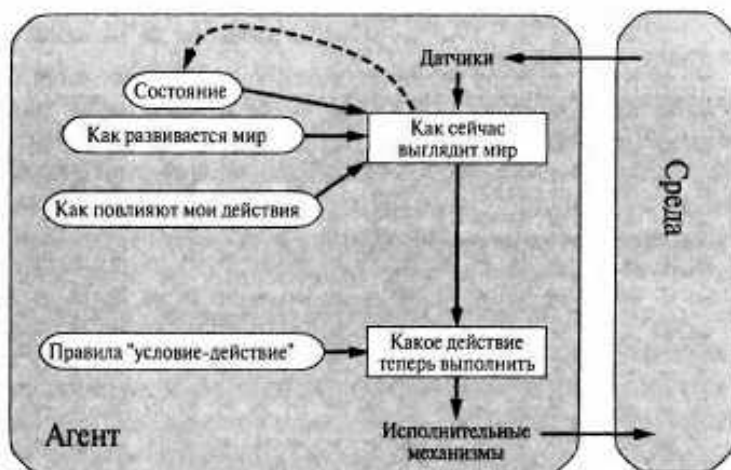 Датчики
Состояние
Как развивается мир
Как сейчас
выглядит мир
Как повлияют мои действия
Среда
Правила "условие-действие"
Какое действие
теперь выполнить
Агент
Исполнительные
механизмы